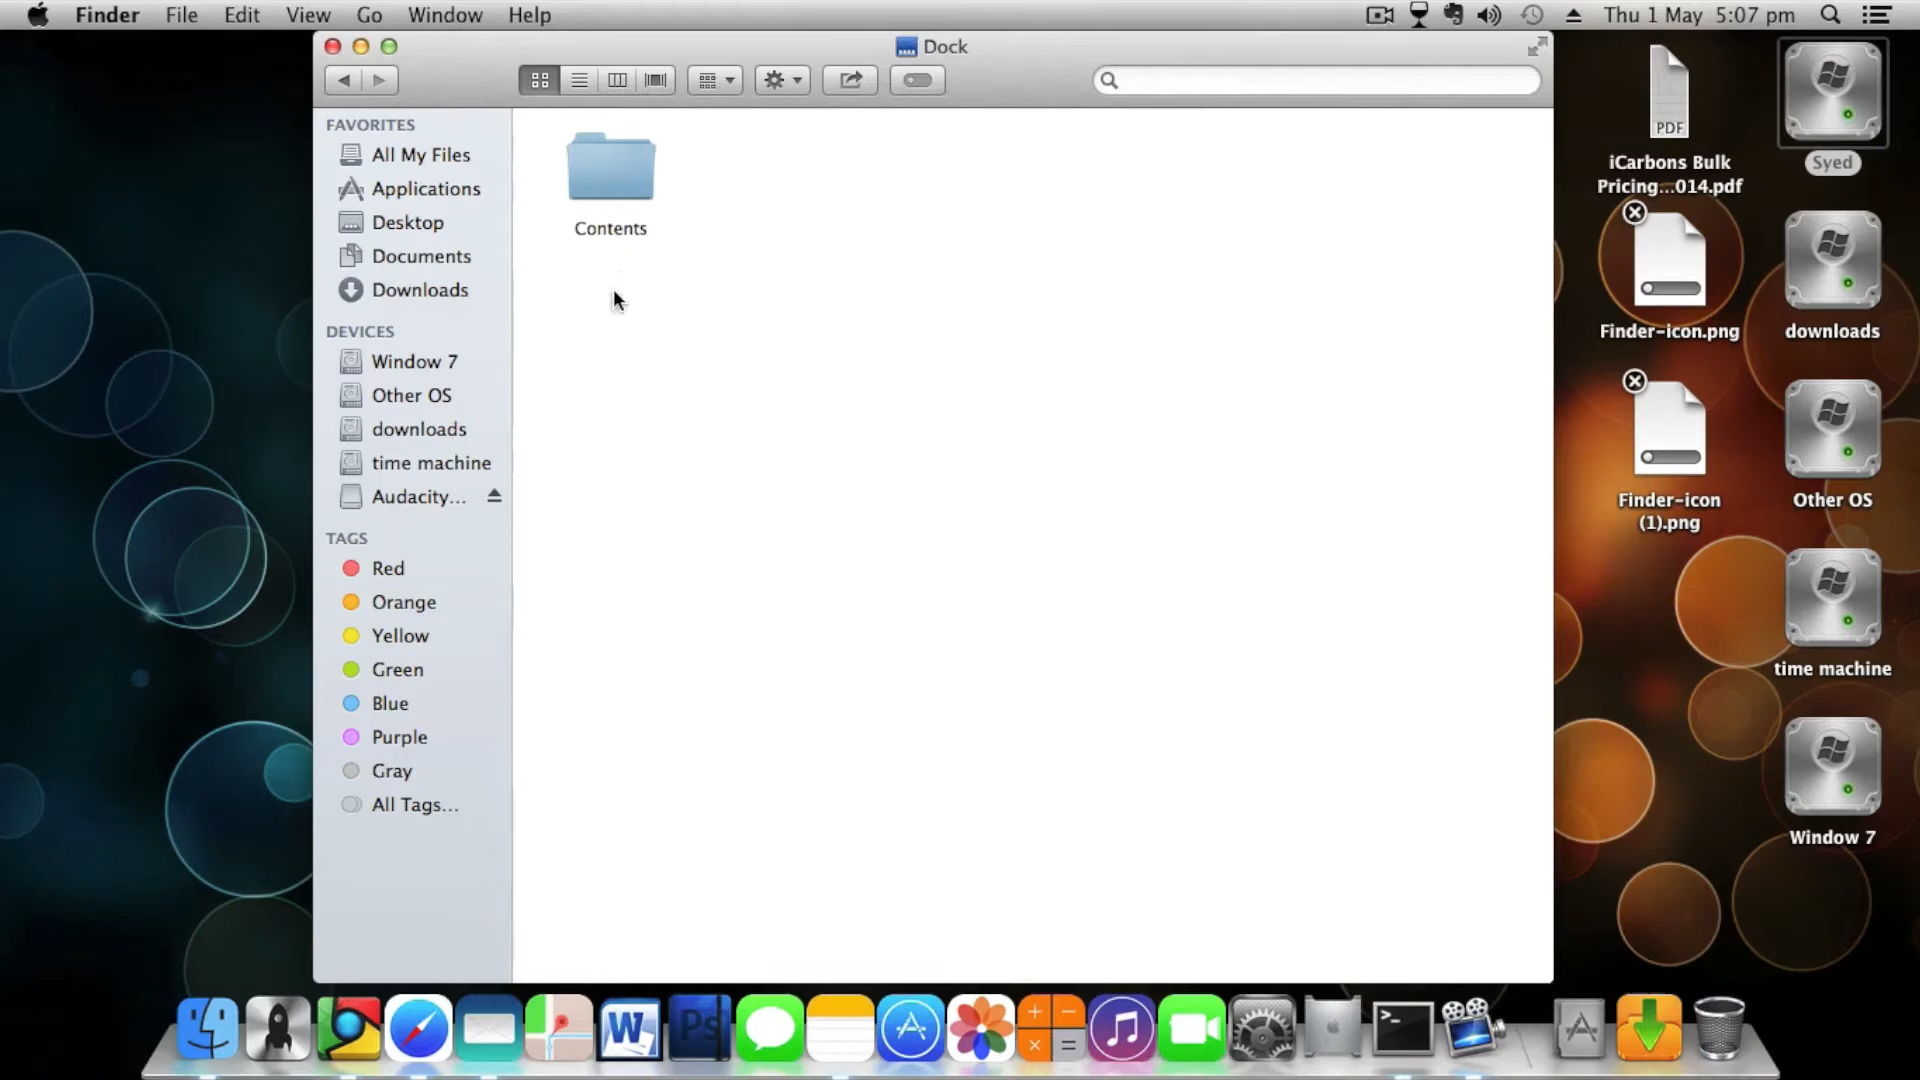 Finder File Edit View Go Window Help
Thu 1 May 5:07 pm
Dock
FAVORITES
All My Files
Applications
Desktop
Documents
Downloads
DEVICES
Window 7
Other OS
downloads
time machine
Audacity...
TAGS
Red
Orange
Yellow
Green
Blue
Purple
Gray
All Tags...
Contents
PDF
iCarbons Bulk
Pricing...014.pdf
Finder-icon.png
Finder-icon
(1).png
Syed
downloads
Other OS
time machine
Window 7
W
Ps
>_